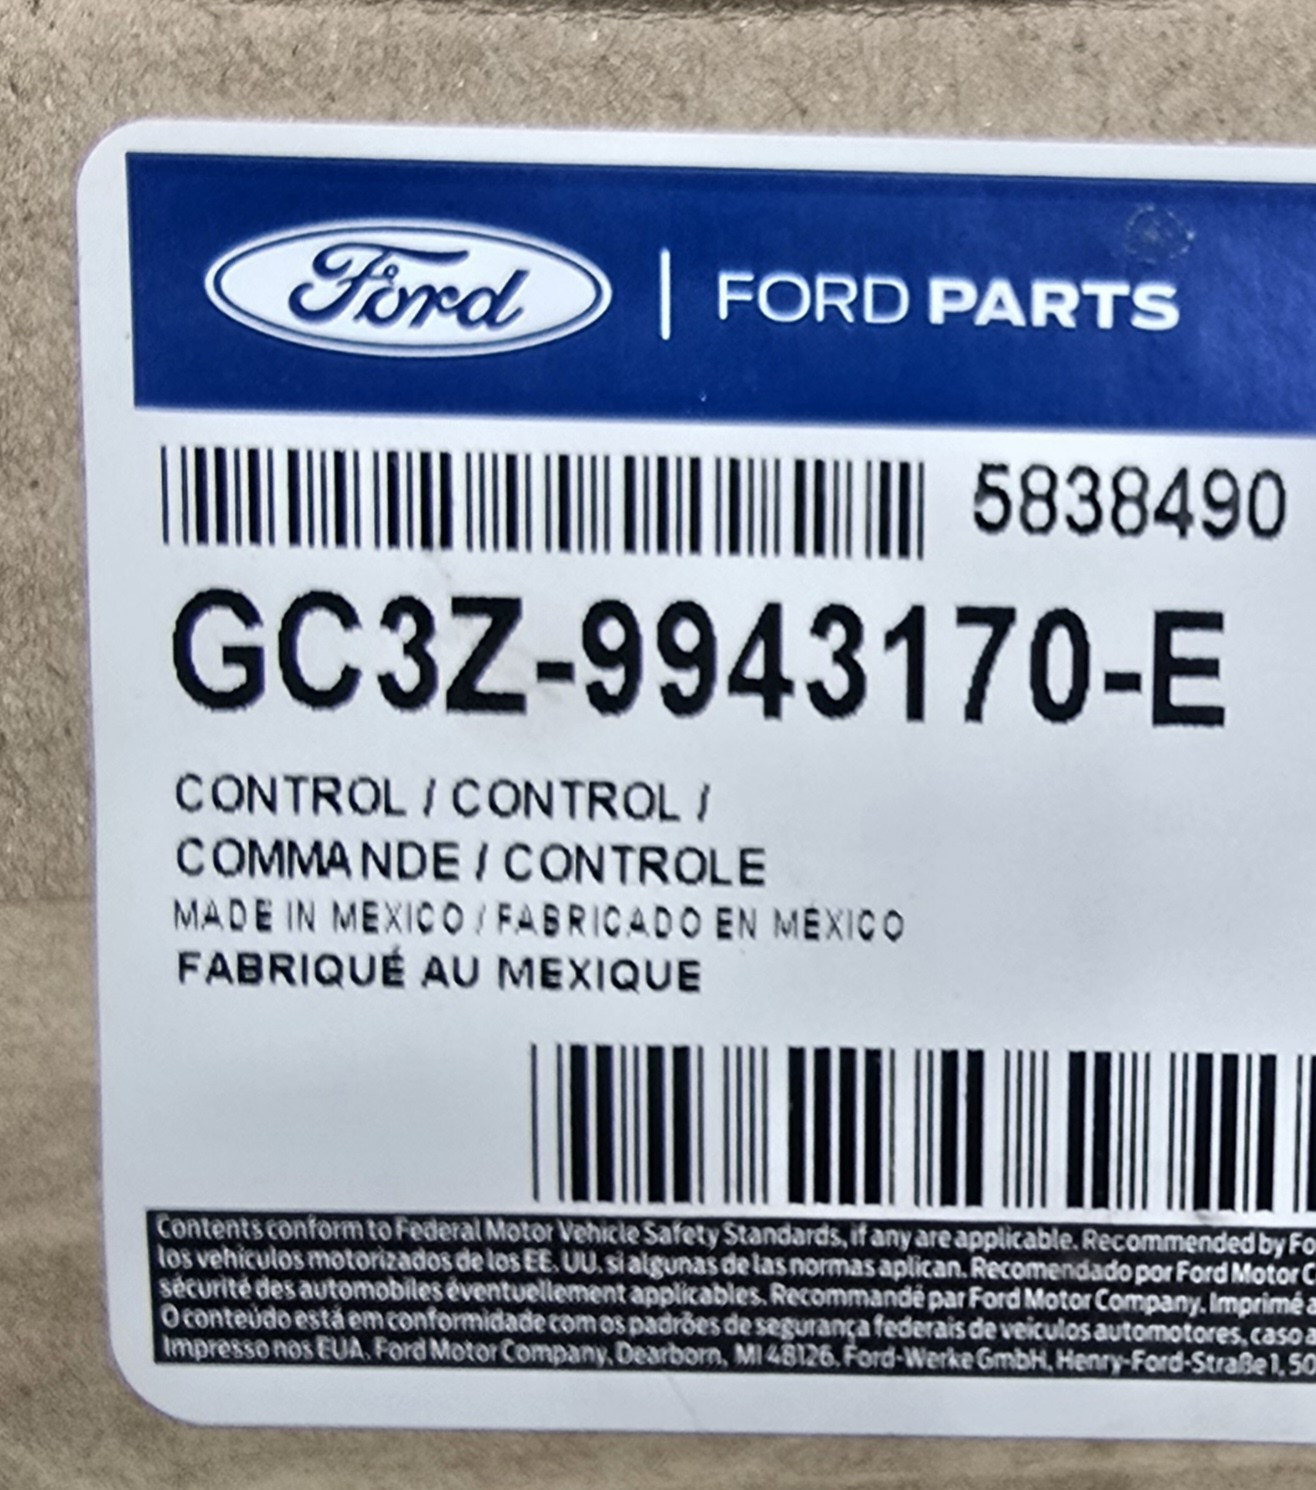 Ford | FORD PARTS
5838490
GC3Z-9943170-E
CONTROL / CONTROL /
COMMANDE / CONTROLE
MADE IN MEXICO / FABRICADO EN MÉXICO
FABRIQUÉ AU MEXIQUE
Contents conform to Federal Motor Vehicle Safety Standards, if any are applicable. Recommended by Fo
los vehículos motorizados de los EE. UU. si algunas de las normas aplican. Recomendado por Ford Motor C
sécurité des automobiles éventuellement applicables. Recommandé par Ford Motor Company. Imprimé
O conteúdo está em conformidade com os padrões de segurança federais de veículos automotores, caso
Impresso nos EUA. Ford Motor Company, Dearborn, MI 48126. Ford-Werke GmbH, Henry-Ford-Straße 1, 50